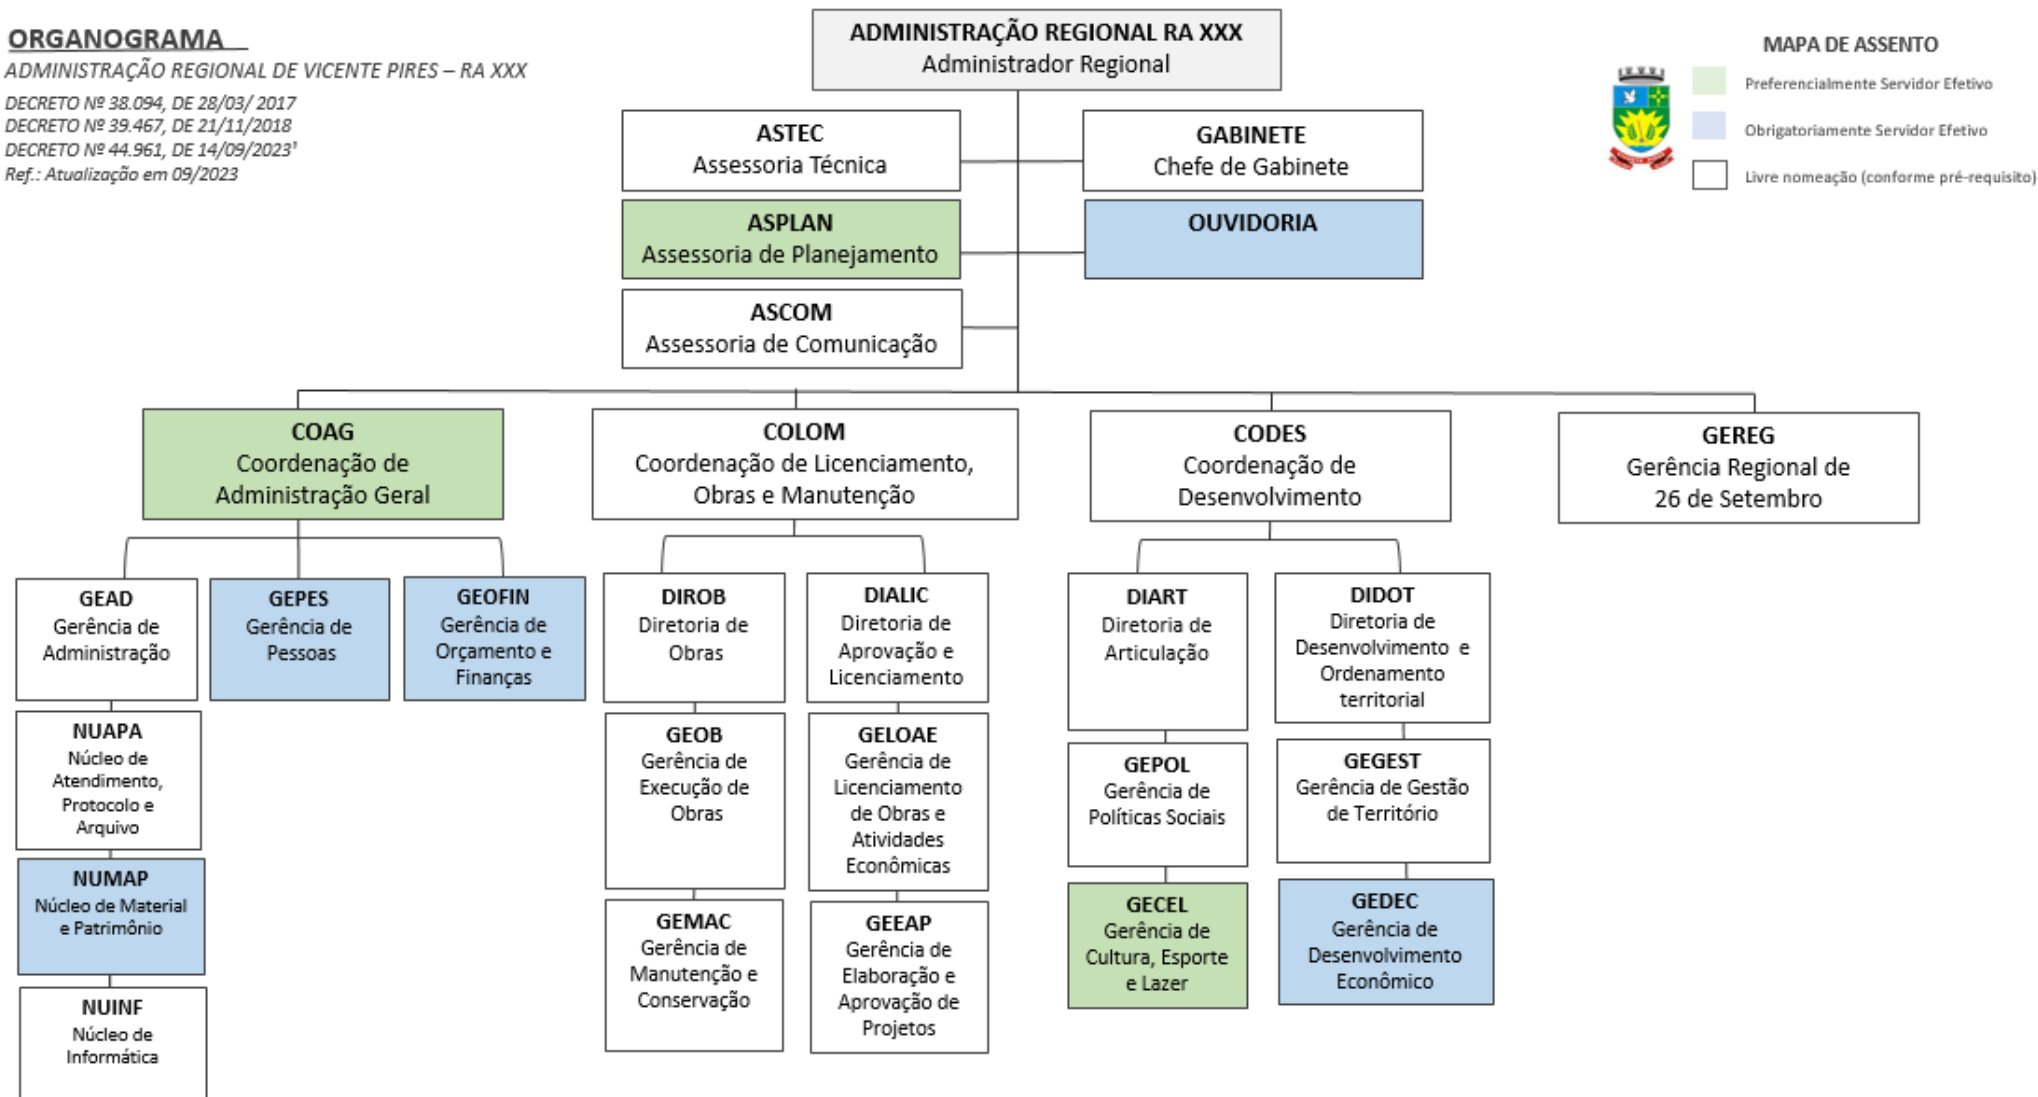 ORGANOGRAMA
ADMINISTRAÇÃO REGIONAL DE VICENTE PIRES – RA XXX
DECRETO Nº 38.094, DE 28/03/ 2017
DECRETO Nº 39.467, DE 21/11/2018
DECRETO Nº 44.961, DE 14/09/2023¹
Ref.: Atualização em 09/2023
ADMINISTRAÇÃO REGIONAL RA XXX
Administrador Regional
MAPA DE ASSENTO
Preferencialmente Servidor Efetivo
Obrigatoriamente Servidor Efetivo
Livre nomeação (conforme pré-requisito)
ASTEC
Assessoria Técnica
GABINETE
Chefe de Gabinete
ASPLAN
Assessoria de Planejamento
OUVIDORIA
ASCOM
Assessoria de Comunicação
COAG
Coordenação de
Administração Geral
COLOM
Coordenação de Licenciamento,
Obras e Manutenção
CODES
Coordenação de
Desenvolvimento
GEREG
Gerência Regional de
26 de Setembro
GEAD
Gerência de
Administração
GEPES
Gerência de
Pessoas
GEOFIN
Gerência de
Orçamento e
Finanças
DIROB
Diretoria de
Obras
DIALIC
Diretoria de
Aprovação e
Licenciamento
DIART
Diretoria de
Articulação
DIDOT
Diretoria de
Desenvolvimento e
Ordenamento
territorial
NUAPA
Núcleo de
Atendimento,
Protocolo e
Arquivo
GEOB
Gerência de
Execução de
Obras
GELOAE
Gerência de
Licenciamento
de Obras e
Atividades
Econômicas
GEPOL
Gerência de
Políticas Sociais
GEGEST
Gerência de Gestão
de Território
NUMAP
Núcleo de Material
e Patrimônio
GEMAC
Gerência de
Manutenção e
Conservação
GEEAP
Gerência de
Elaboração e
Aprovação de
Projetos
GECEL
Gerência de
Cultura, Esporte
e Lazer
GEDEC
Gerência de
Desenvolvimento
Econômico
NUINF
Núcleo de
Informática